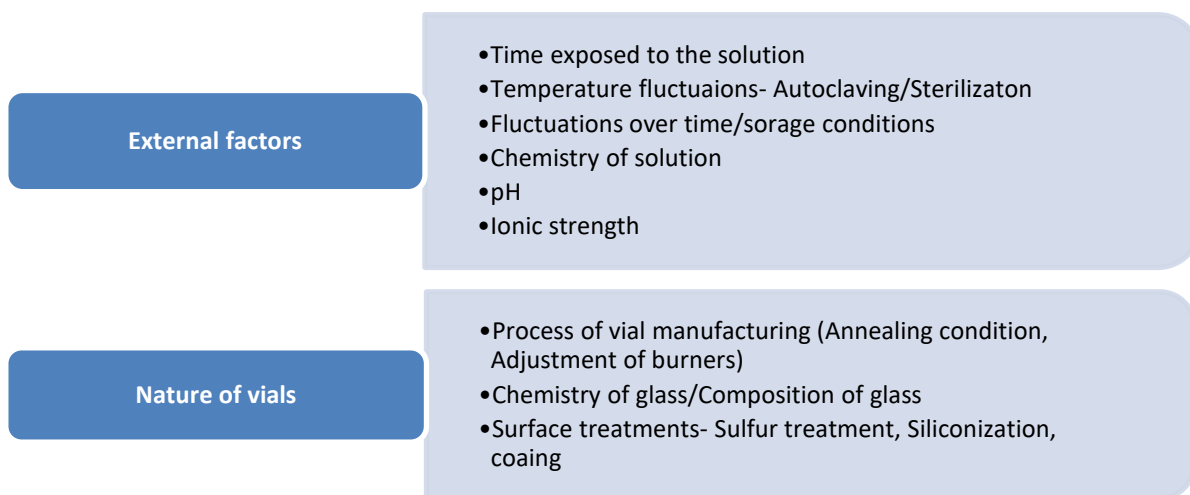 External factors
•Time exposed to the solution
•Temperature fluctuaions- Autoclaving/Sterilizaton
•Fluctuations over time/sorage conditions
•Chemistry of solution
•pH
•Ionic strength
Nature of vials
•Process of vial manufacturing (Annealing condition,
Adjustment of burners)
•Chemistry of glass/Composition of glass
•Surface treatments- Sulfur treatment, Siliconization,
coaing